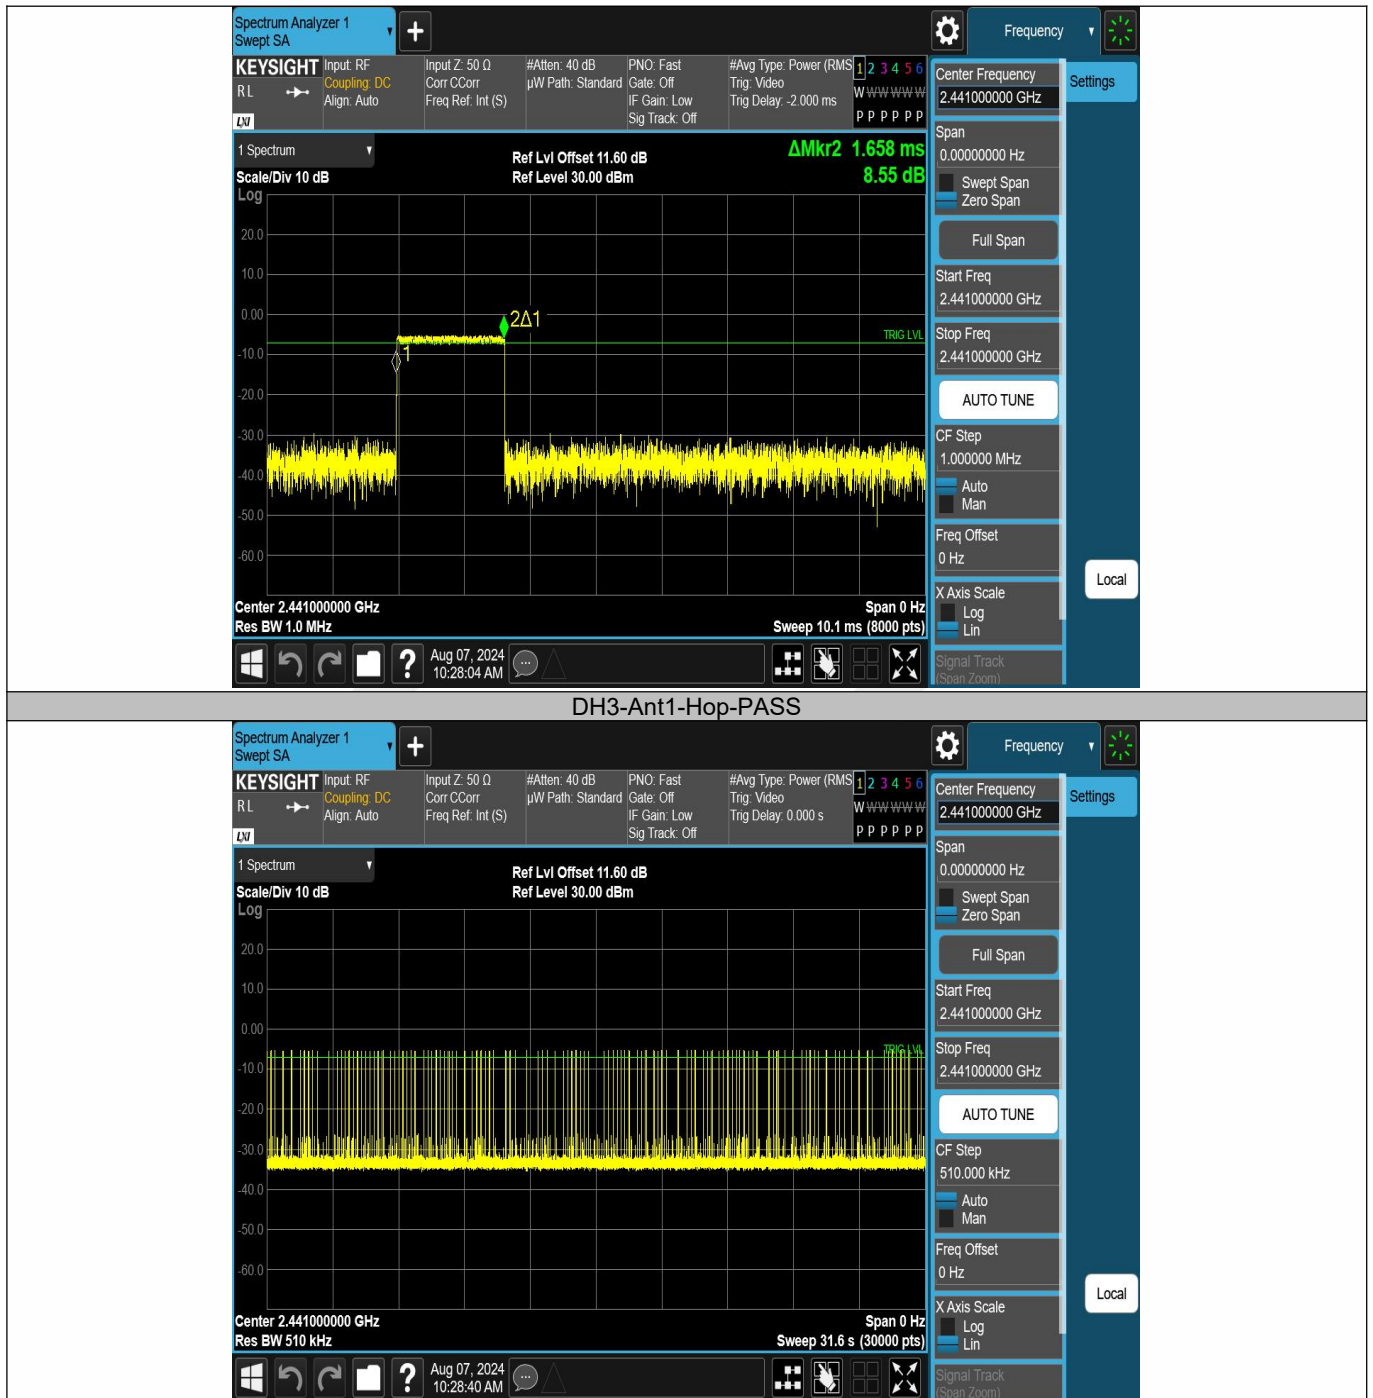 Spectrum Analyzer 1
Swept SA
Frequency
KEYSIGHT
RL
LXI
Input: RF
Coupling: DC
Align: Auto
Input Z: 50 Ω
Corr CCorr
Freq Ref: Int (S)
#Atten: 40 dB
µW Path: Standard
PNO: Fast
Gate: Off
IF Gain: Low
Sig Track: Off
#Avg Type: Power (RMS
Trig: Video
Trig Delay: -2.000 ms
1 2 3 4 5 6
W W W W W W
P P P P P P
Center Frequency
2.441000000 GHz
Settings
1 Spectrum
Scale/Div 10 dB
Log
Ref Lvl Offset 11.60 dB
Ref Level 30.00 dBm
ΔMkr2 1.658 ms
8.55 dB
Span
0.00000000 Hz
Swept Span
Zero Span
Full Span
Start Freq
2.441000000 GHz
Stop Freq
2.441000000 GHz
AUTO TUNE
CF Step
1.000000 MHz
Auto
Man
Freq Offset
0 Hz
X Axis Scale
Log
Lin
Signal Track
(Span Zoom)
Local
20.0
10.0
0.00
-10.0
-20.0
-30.0
-40.0
-50.0
-60.0
2Δ1
1
TRIG LVL
Center 2.441000000 GHz
Res BW 1.0 MHz
Span 0 Hz
Sweep 10.1 ms (8000 pts)
Aug 07, 2024
10:28:04 AM
DH3-Ant1-Hop-PASS
Spectrum Analyzer 1
Swept SA
Frequency
KEYSIGHT
RL
LXI
Input: RF
Coupling: DC
Align: Auto
Input Z: 50 Ω
Corr CCorr
Freq Ref: Int (S)
#Atten: 40 dB
µW Path: Standard
PNO: Fast
Gate: Off
IF Gain: Low
Sig Track: Off
#Avg Type: Power (RMS
Trig: Video
Trig Delay: 0.000 s
1 2 3 4 5 6
W W W W W W
P P P P P P
Center Frequency
2.441000000 GHz
Settings
1 Spectrum
Scale/Div 10 dB
Log
Ref Lvl Offset 11.60 dB
Ref Level 30.00 dBm
Span
0.00000000 Hz
Swept Span
Zero Span
Full Span
Start Freq
2.441000000 GHz
Stop Freq
2.441000000 GHz
AUTO TUNE
CF Step
510.000 kHz
Auto
Man
Freq Offset
0 Hz
X Axis Scale
Log
Lin
Signal Track
(Span Zoom)
Local
20.0
10.0
0.00
-10.0
-20.0
-30.0
-40.0
-50.0
-60.0
TRIG LVL
Center 2.441000000 GHz
Res BW 510 kHz
Span 0 Hz
Sweep 31.6 s (30000 pts)
Aug 07, 2024
10:28:40 AM